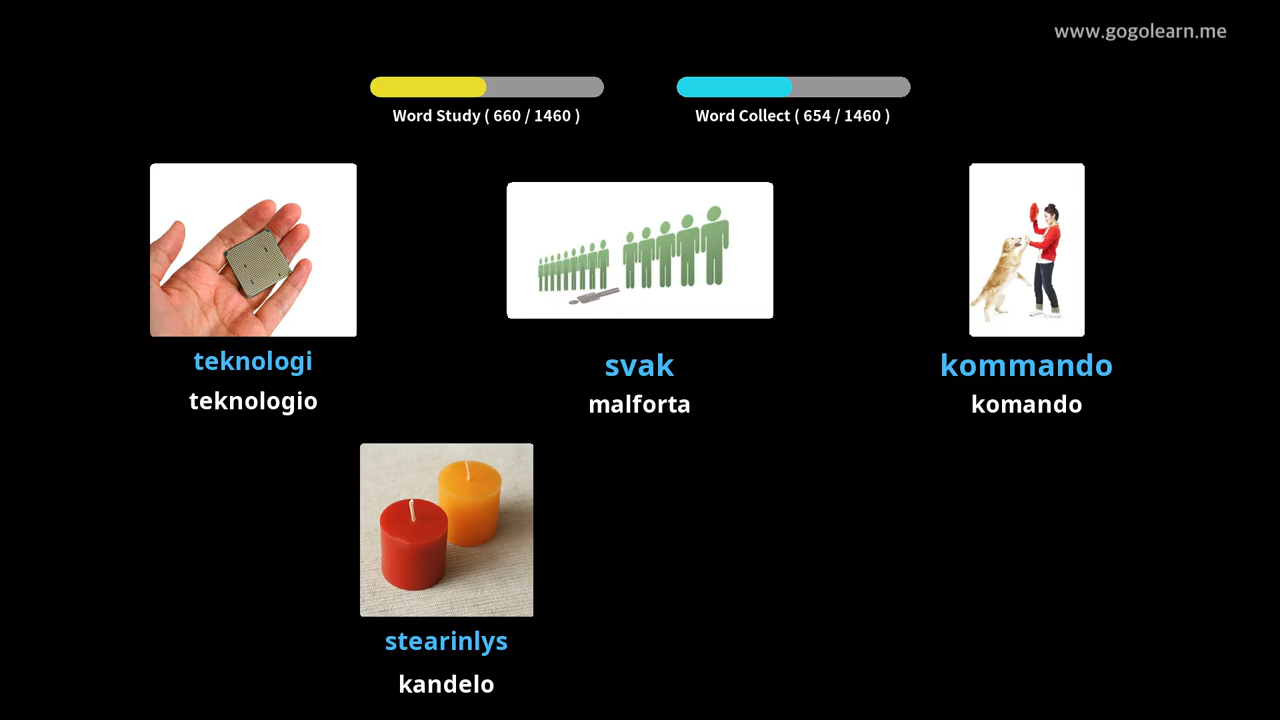 www.gogolearn.me
Word Study ( 660 / 1460 )
Word Collect ( 654 / 1460 )
teknologi
teknologio
svak
malforta
kommando
komando
stearinlys
kandelo